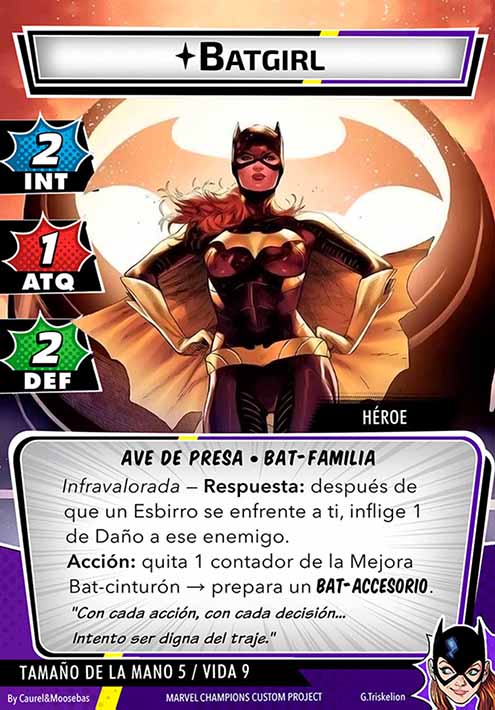 BATGIRL
2
INT
1
ATQ
2
DEF
HÉROE
AVE DE PRESA • BAT-FAMILIA
Infravalorada – Respuesta: después de
que un Esbirro se enfrente a ti, inflige 1
de Daño a ese enemigo.
Acción: quita 1 contador de la Mejora
Bat-cinturón → prepara un BAT-ACCESORIO.
"Con cada acción, con cada decisión...
Intento ser digna del traje."
TAMAÑO DE LA MANO 5 / VIDA 9
By Caurel&Moosebas MARVEL CHAMPIONS CUSTOM PROJECT G.Triskelion